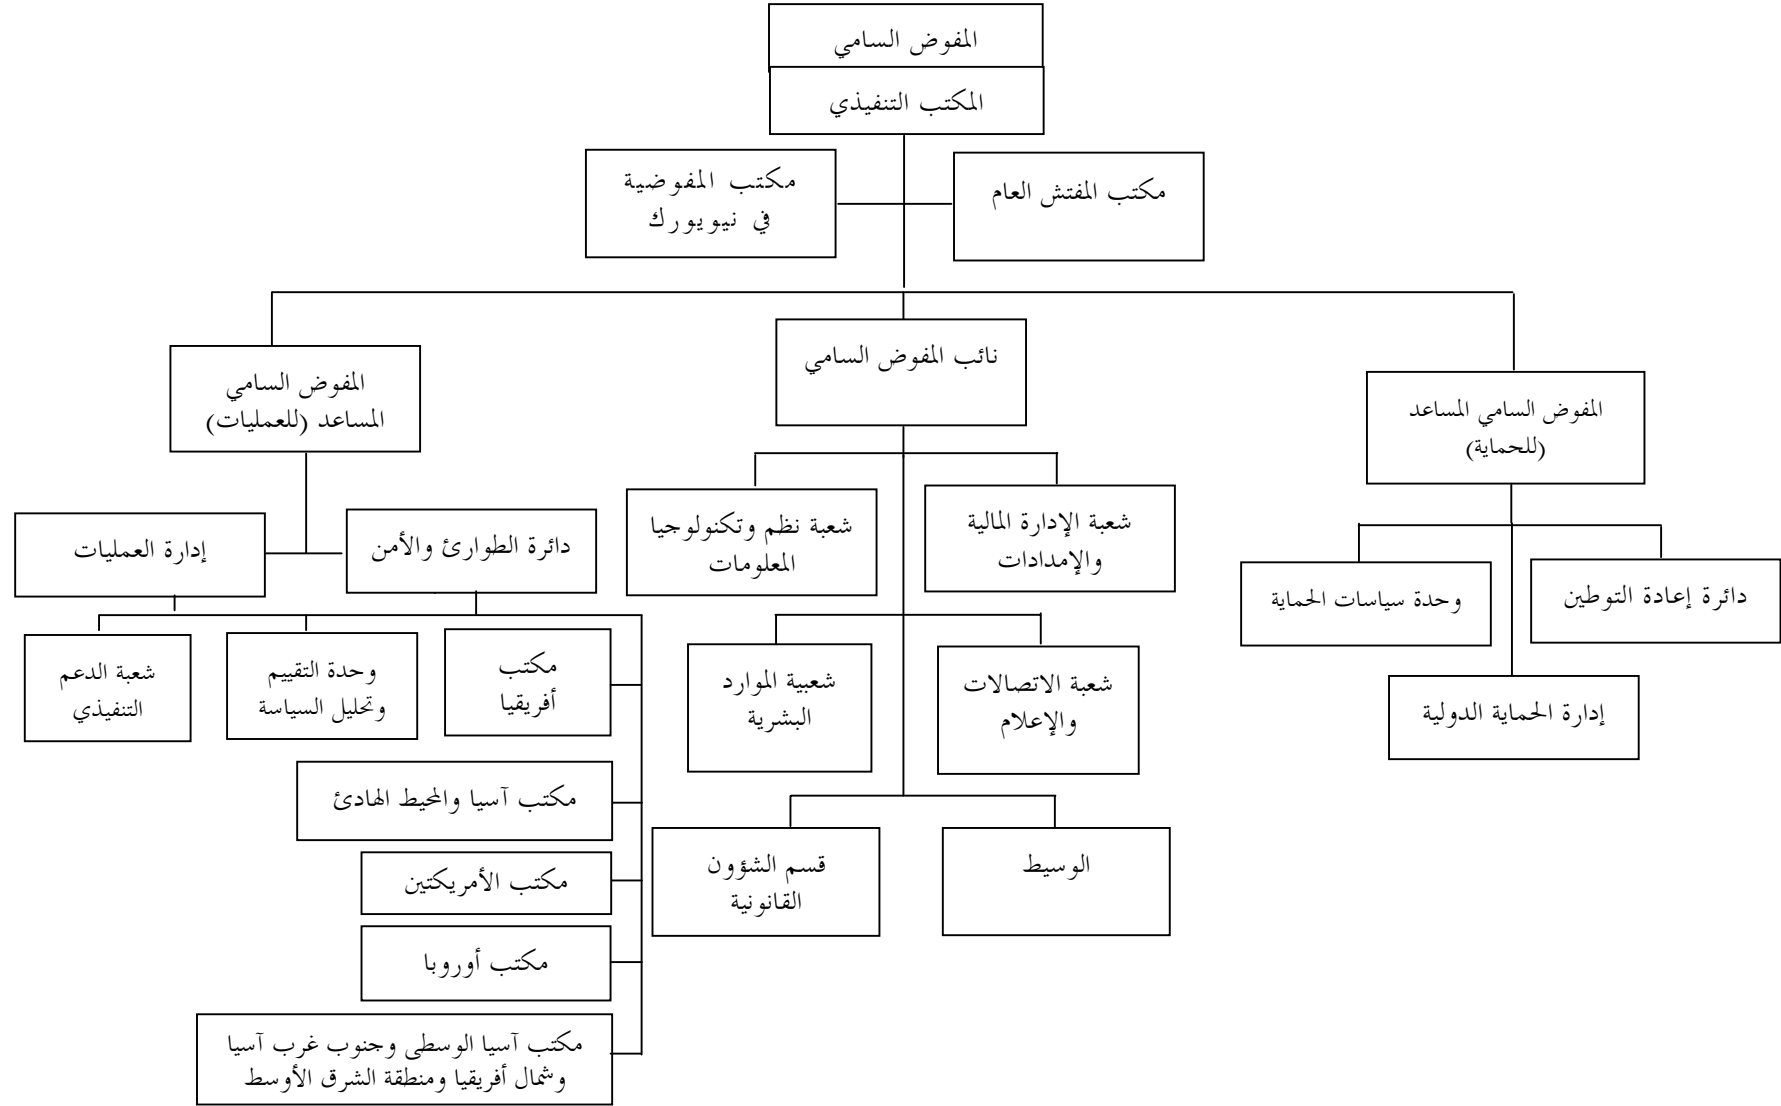 المفوض السامي
المكتب التنفيذي
مكتب المفتش العام
مكتب المفوضية
في نيويورك
المفوض السامي المساعد
(للحماية)
نائب المفوض السامي
المفوض السامي
المساعد (للعمليات)
دائرة إعادة التوطين
وحدة سياسات الحماية
إدارة الحماية الدولية
شعبة الإدارة المالية
والإمدادات
شعبة نظم وتكنولوجيا
المعلومات
شعبة الاتصالات
والإعلام
شعبية الموارد
البشرية
الوسيط
قسم الشؤون
القانونية
دائرة الطوارئ والأمن
إدارة العمليات
مكتب
أفريقيا
وحدة التقييم
وتحليل السياسة
شعبة الدعم
التنفيذي
مكتب آسيا والمحيط الهادئ
مكتب الأمريكتين
مكتب أوروبا
مكتب آسيا الوسطى وجنوب غرب آسيا
وشمال أفريقيا ومنطقة الشرق الأوسط